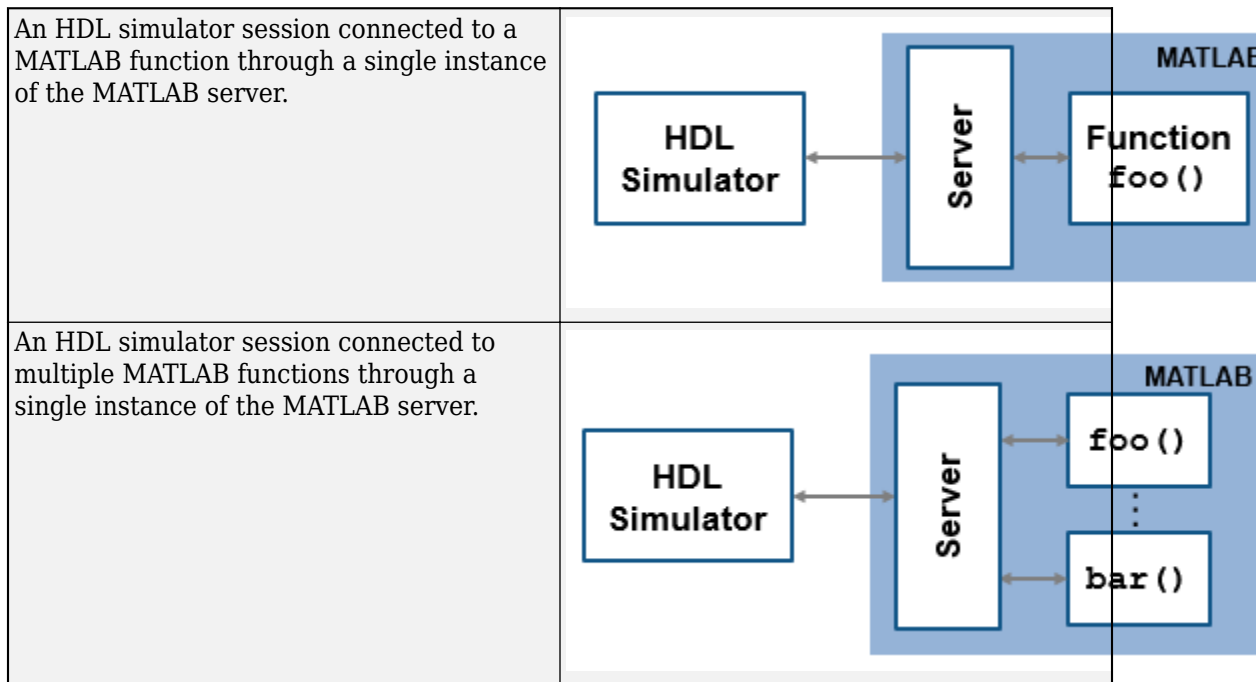 An HDL simulator session connected to a
MATLAB function through a single instance
of the MATLAB server.
MATLAB
HDL
Simulator
Server
Function
foo()
An HDL simulator session connected to
multiple MATLAB functions through a
single instance of the MATLAB server.
MATLAB
HDL
Simulator
Server
foo()
bar()